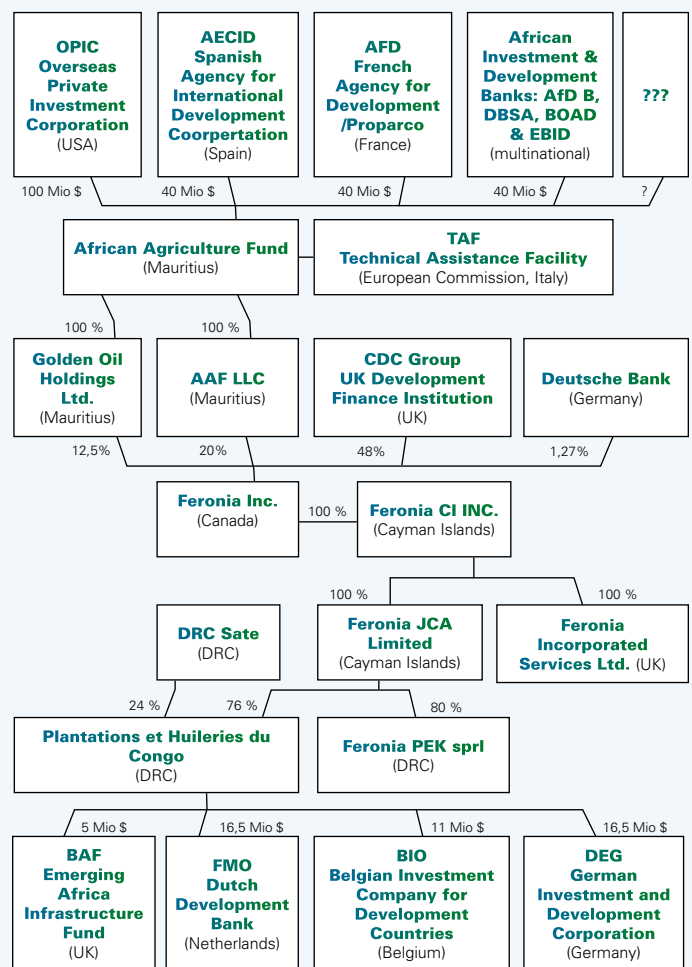 OPIC
Overseas
Private
Investment
Corporation
(USA)
AECID
Spanish
Agency for
International
Development
Coorpertation
(Spain)
AFD
French
Agency for
Development
/Proparco
(France)
African
Investment &
Development
Banks: AfD B,
DBSA, BOAD
& EBID
(multinational)
???
100 Mio $
40 Mio $
40 Mio $
40 Mio $
?
African Agriculture Fund
(Mauritius)
TAF
Technical Assistance Facility
(European Commission, Italy)
100 %
100 %
Golden Oil
Holdings
Ltd.
(Mauritius)
AAF LLC
(Mauritius)
CDC Group
UK Development
Finance Institution
(UK)
Deutsche Bank
(Germany)
12,5%
20%
48%
1,27%
Feronia Inc.
(Canada)
100 %
Feronia CI INC.
(Cayman Islands)
100 %
100 %
DRC Sate
(DRC)
Feronia JCA
Limited
(Cayman Islands)
Feronia
Incorporated
Services Ltd. (UK)
24 %
76 %
80 %
Plantations et Huileries du
Congo
(DRC)
Feronia PEK sprl
(DRC)
5 Mio $
16,5 Mio $
11 Mio $
16,5 Mio $
BAF
Emerging
Africa
Infrastructure
Fund
(UK)
FMO
Dutch
Development
Bank
(Netherlands)
BIO
Belgian Investment
Company for
Development
Countries
(Belgium)
DEG
German
Investment and
Development
Corporation
(Germany)